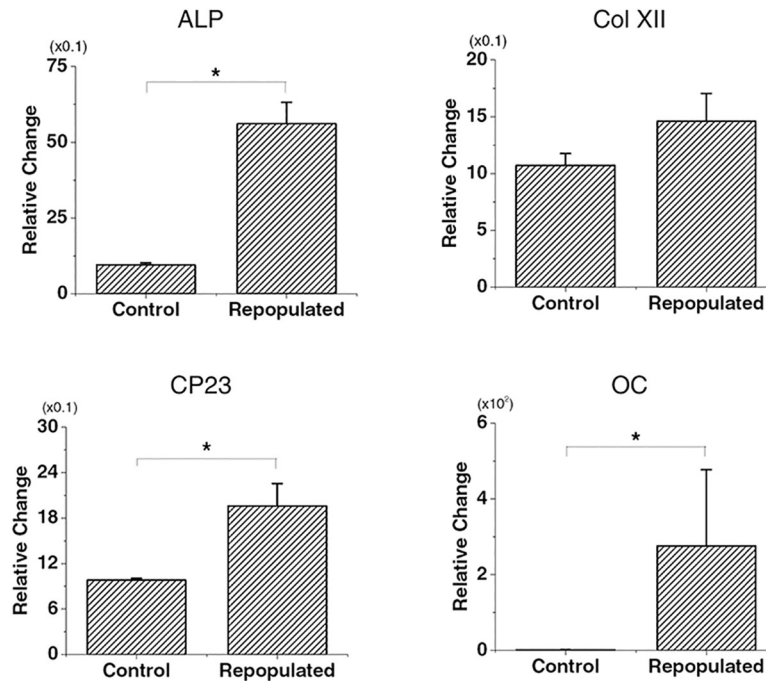 ALP
(x0.1)
75
50
25
0
Relative Change
*
Control
Repopulated
Col XII
(x0.1)
20
15
10
5
0
Relative Change
Control
Repopulated
CP23
(x0.1)
30
24
18
12
6
0
Relative Change
*
Control
Repopulated
OC
(x10²)
6
4
2
0
Relative Change
*
Control
Repopulated